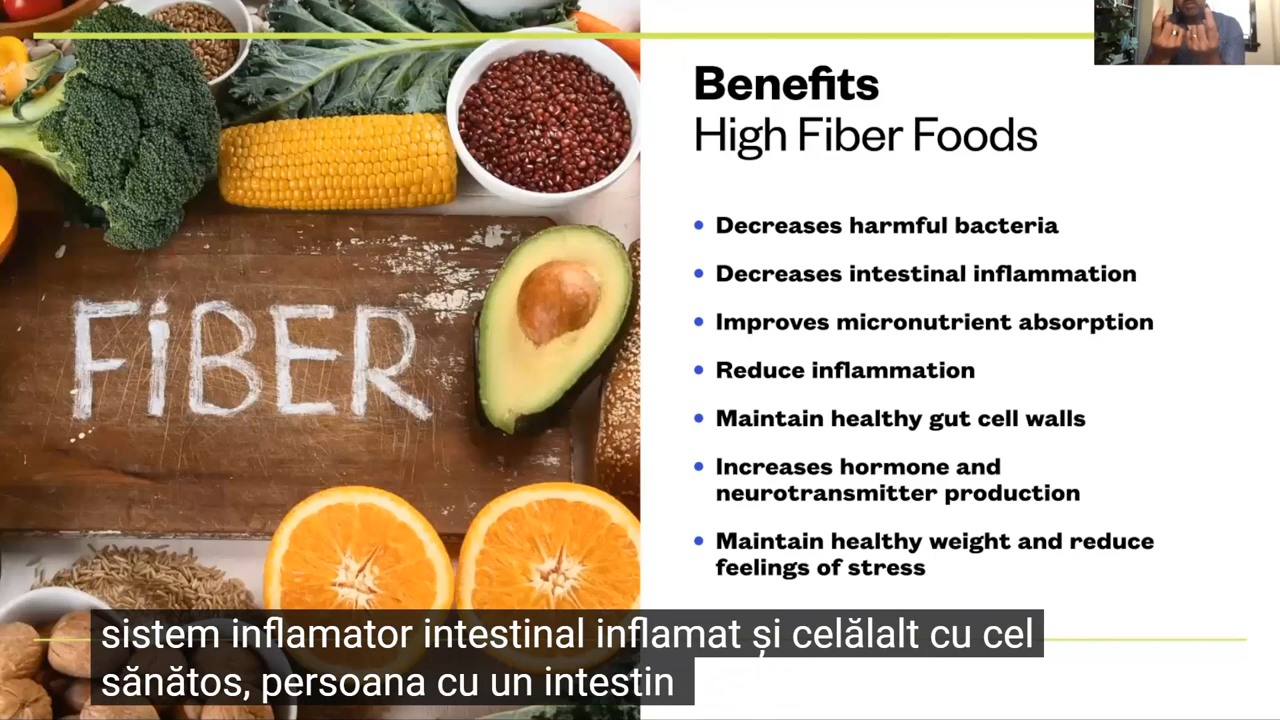 FiBER
Benefits
High Fiber Foods
• Decreases harmful bacteria
• Decreases intestinal inflammation
• Improves micronutrient absorption
• Reduce inflammation
• Maintain healthy gut cell walls
• Increases hormone and
neurotransmitter production
• Maintain healthy weight and reduce
feelings of stress
sistem inflamator intestinal inflamat și celălalt cu cel
sănătos, persoana cu un intestin